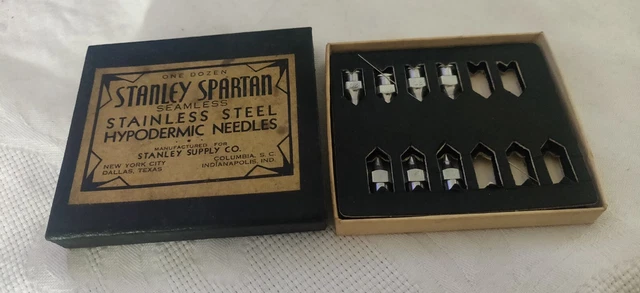 ONE DOZEN
STANLEY SPARTAN
SEAMLESS
STAINLESS STEEL
HYPODERMIC NEEDLES
MANUFACTURED FOR
STANLEY SUPPLY CO.
NEW YORK CITY COLUMBIA, S.C.
DALLAS, TEXAS INDIANAPOLIS, IND.